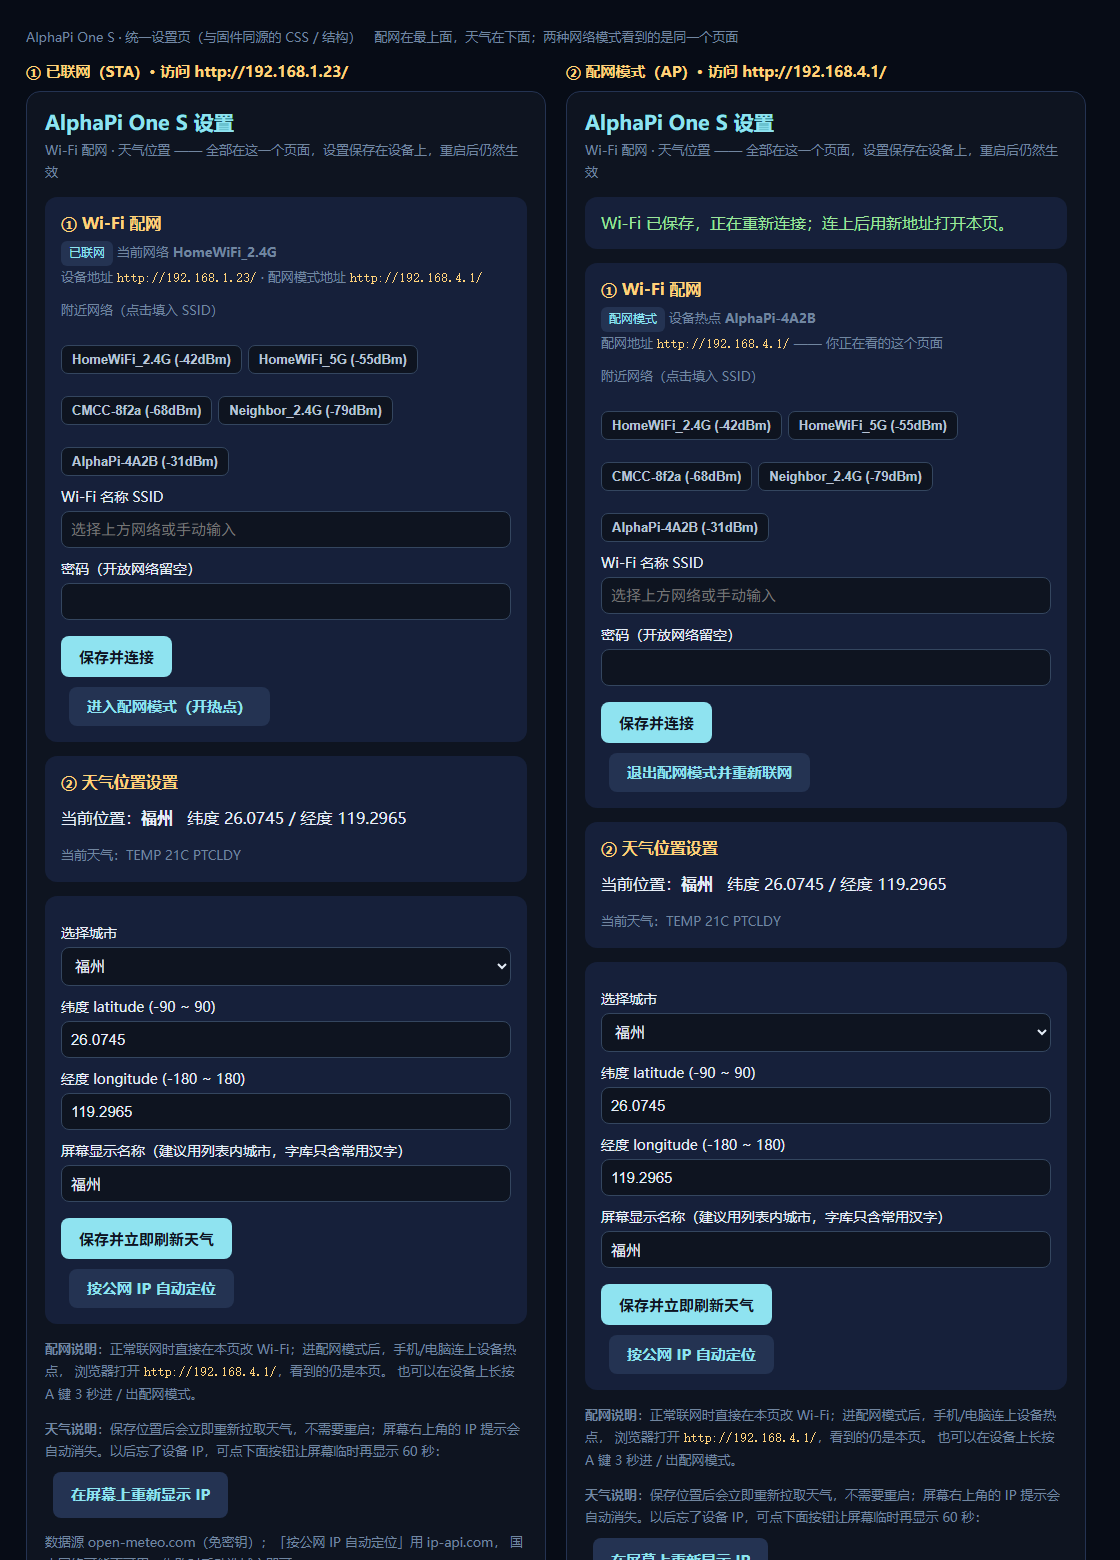 AlphaPi One S · 统一设置页（与固件同源的 CSS / 结构） 配网在最上面，天气在下面；两种网络模式看到的是同一个页面
① 已联网（STA）• 访问 http://192.168.1.23/
AlphaPi One S 设置
Wi-Fi 配网 · 天气位置 —— 全部在这一个页面，设置保存在设备上，重启后仍然生
效
① Wi-Fi 配网
已联网 当前网络 HomeWiFi_2.4G
设备地址 http://192.168.1.23/ · 配网模式地址 http://192.168.4.1/
附近网络（点击填入 SSID）
HomeWiFi_2.4G (-42dBm) HomeWiFi_5G (-55dBm)
CMCC-8f2a (-68dBm) Neighbor_2.4G (-79dBm)
AlphaPi-4A2B (-31dBm)
Wi-Fi 名称 SSID
选择上方网络或手动输入
密码（开放网络留空）
保存并连接
进入配网模式（开热点）
② 天气位置设置
当前位置：福州 纬度 26.0745 / 经度 119.2965
当前天气：TEMP 21C PTCLDY
选择城市
福州
纬度 latitude (-90 ~ 90)
26.0745
经度 longitude (-180 ~ 180)
119.2965
屏幕显示名称（建议用列表内城市，字库只含常用汉字）
福州
保存并立即刷新天气
按公网 IP 自动定位
配网说明：正常联网时直接在本页改 Wi-Fi；进配网模式后，手机/电脑连上设备热
点， 浏览器打开 http://192.168.4.1/，看到的仍是本页。 也可以在设备上长按
A 键 3 秒进 / 出配网模式。
天气说明：保存位置后会立即重新拉取天气，不需要重启；屏幕右上角的 IP 提示会
自动消失。以后忘了设备 IP，可点下面按钮让屏幕临时再显示 60 秒：
在屏幕上重新显示 IP
数据源 open-meteo.com（免密钥）；「按公网 IP 自动定位」用 ip-api.com， 国
② 配网模式（AP）• 访问 http://192.168.4.1/
AlphaPi One S 设置
Wi-Fi 配网 · 天气位置 —— 全部在这一个页面，设置保存在设备上，重启后仍然生
效
Wi-Fi 已保存，正在重新连接；连上后用新地址打开本页。
① Wi-Fi 配网
配网模式 设备热点 AlphaPi-4A2B
配网地址 http://192.168.4.1/ —— 你正在看的这个页面
附近网络（点击填入 SSID）
HomeWiFi_2.4G (-42dBm) HomeWiFi_5G (-55dBm)
CMCC-8f2a (-68dBm) Neighbor_2.4G (-79dBm)
AlphaPi-4A2B (-31dBm)
Wi-Fi 名称 SSID
选择上方网络或手动输入
密码（开放网络留空）
保存并连接
退出配网模式并重新联网
② 天气位置设置
当前位置：福州 纬度 26.0745 / 经度 119.2965
当前天气：TEMP 21C PTCLDY
选择城市
福州
纬度 latitude (-90 ~ 90)
26.0745
经度 longitude (-180 ~ 180)
119.2965
屏幕显示名称（建议用列表内城市，字库只含常用汉字）
福州
保存并立即刷新天气
按公网 IP 自动定位
配网说明：正常联网时直接在本页改 Wi-Fi；进配网模式后，手机/电脑连上设备热
点， 浏览器打开 http://192.168.4.1/，看到的仍是本页。 也可以在设备上长按
A 键 3 秒进 / 出配网模式。
天气说明：保存位置后会立即重新拉取天气，不需要重启；屏幕右上角的 IP 提示会
自动消失。以后忘了设备 IP，可点下面按钮让屏幕临时再显示 60 秒：
在屏幕上重新显示 IP